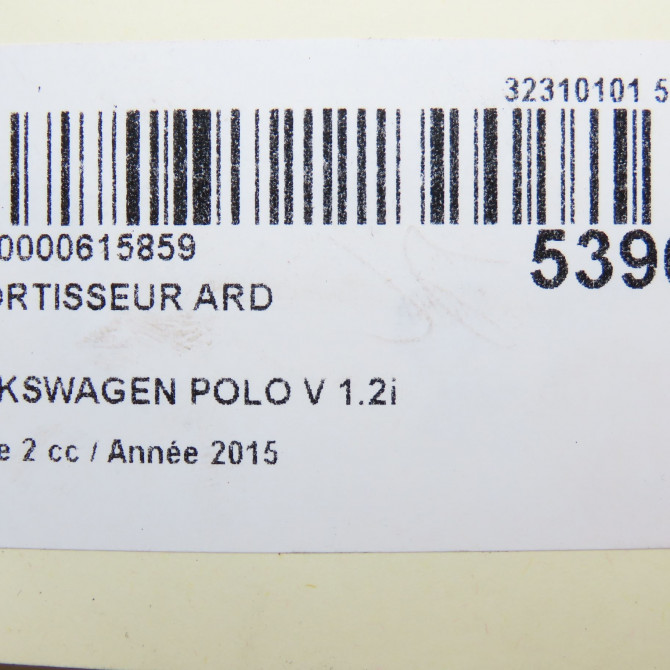 32310101 5
0000615859
539
ORTISSEUR ARD
KSWAGEN POLO V 1.2i
e 2 cc / Année 2015